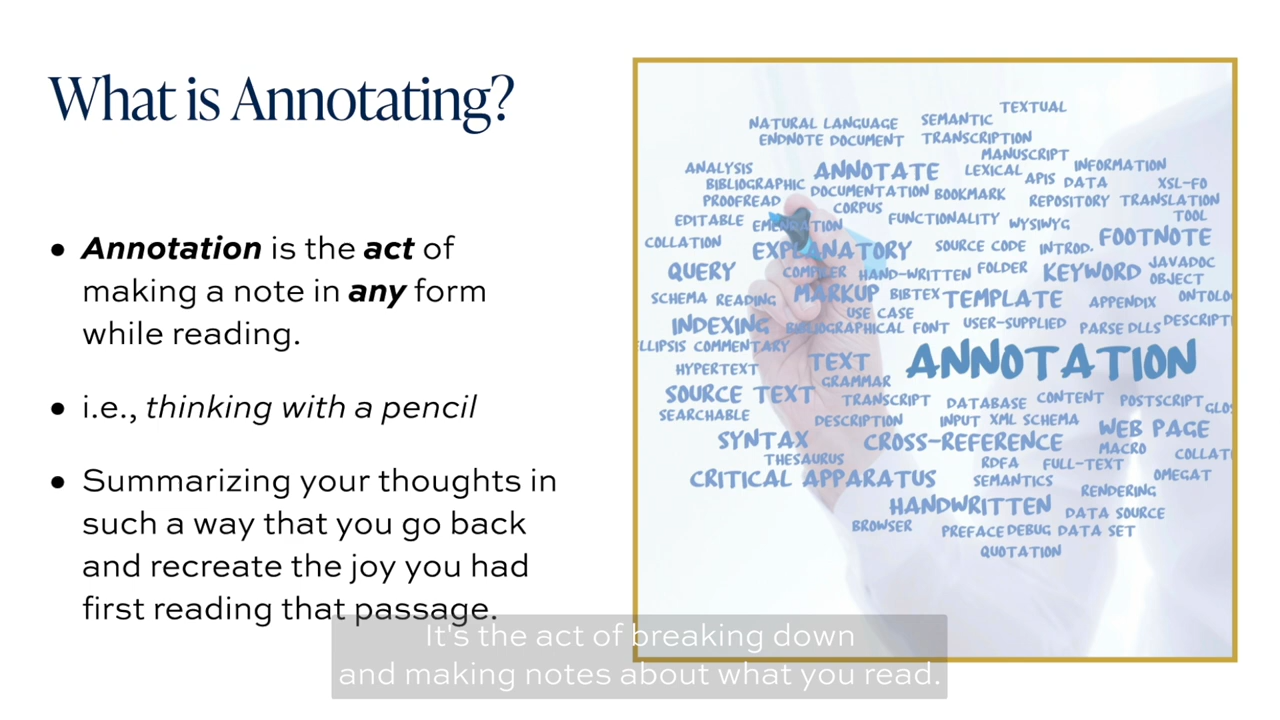 What is Annotating?
• Annotation is the act of
making a note in any form
while reading.
• i.e., thinking with a pencil
• Summarizing your thoughts in
such a way that you go back
and recreate the joy you had
first reading that passage.
TEXTUAL
NATURAL LANGUAGE SEMANTIC
ENDNOTE DOCUMENT TRANSCRIPTION
MANUSCRIPT
ANALYSIS ANNOTATE LEXICAL INFORMATION
BIBLIOGRAPHIC DOCUMENTATION BOOKMARK APIS DATA XSL-FO
PROOFREAD CORPUS REPOSITORY TRANSLATION
EDITABLE FUNCTIONALITY WYSIWYG TOOL
COLLATION EXPLANATORY SOURCE CODE INTROD. FOOTNOTE
QUERY COMPILER HAND-WRITTEN FOLDER KEYWORD JAVADOC
OBJECT
SCHEMA READING MARKUP BIBTEX TEMPLATE APPENDIX ONTOLO
USE CASE
INDEXING BIBLIOGRAPHICAL FONT USER-SUPPLIED PARSE DLLS DESCRIPT
LLIPSIS COMMENTARY TEXT ANNOTATION
HYPERTEXT GRAMMAR
SOURCE TEXT TRANSCRIPT DATABASE CONTENT POSTSCRIPT GLOS
SEARCHABLE DESCRIPTION INPUT XML SCHEMA WEB PAGE
SYNTAX CROSS-REFERENCE MACRO COLLAT
THESAURUS RDFA FULL-TEXT
CRITICAL APPARATUS SEMANTICS OMEGAT
RENDERING
HANDWRITTEN DATA SOURCE
BROWSER PREFACE DEBUG DATA SET
QUOTATION
It's the act of breaking down
and making notes about what you read.